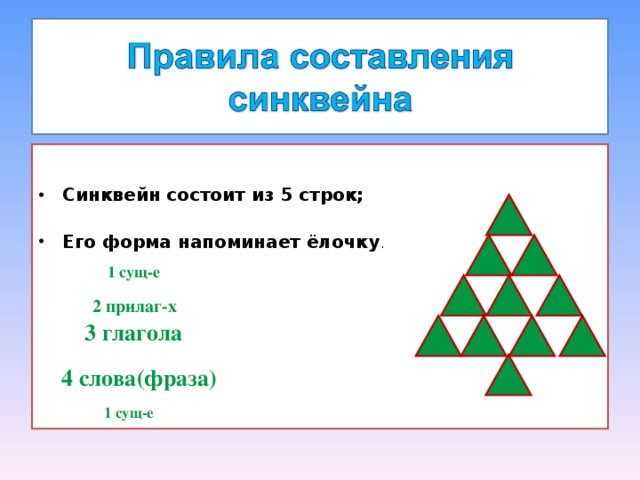 Правила составления
синквейна
• Синквейн состоит из 5 строк;
• Его форма напоминает ёлочку.
1 сущ-е
2 прилаг-х
3 глагола
4 слова(фраза)
1 сущ-е